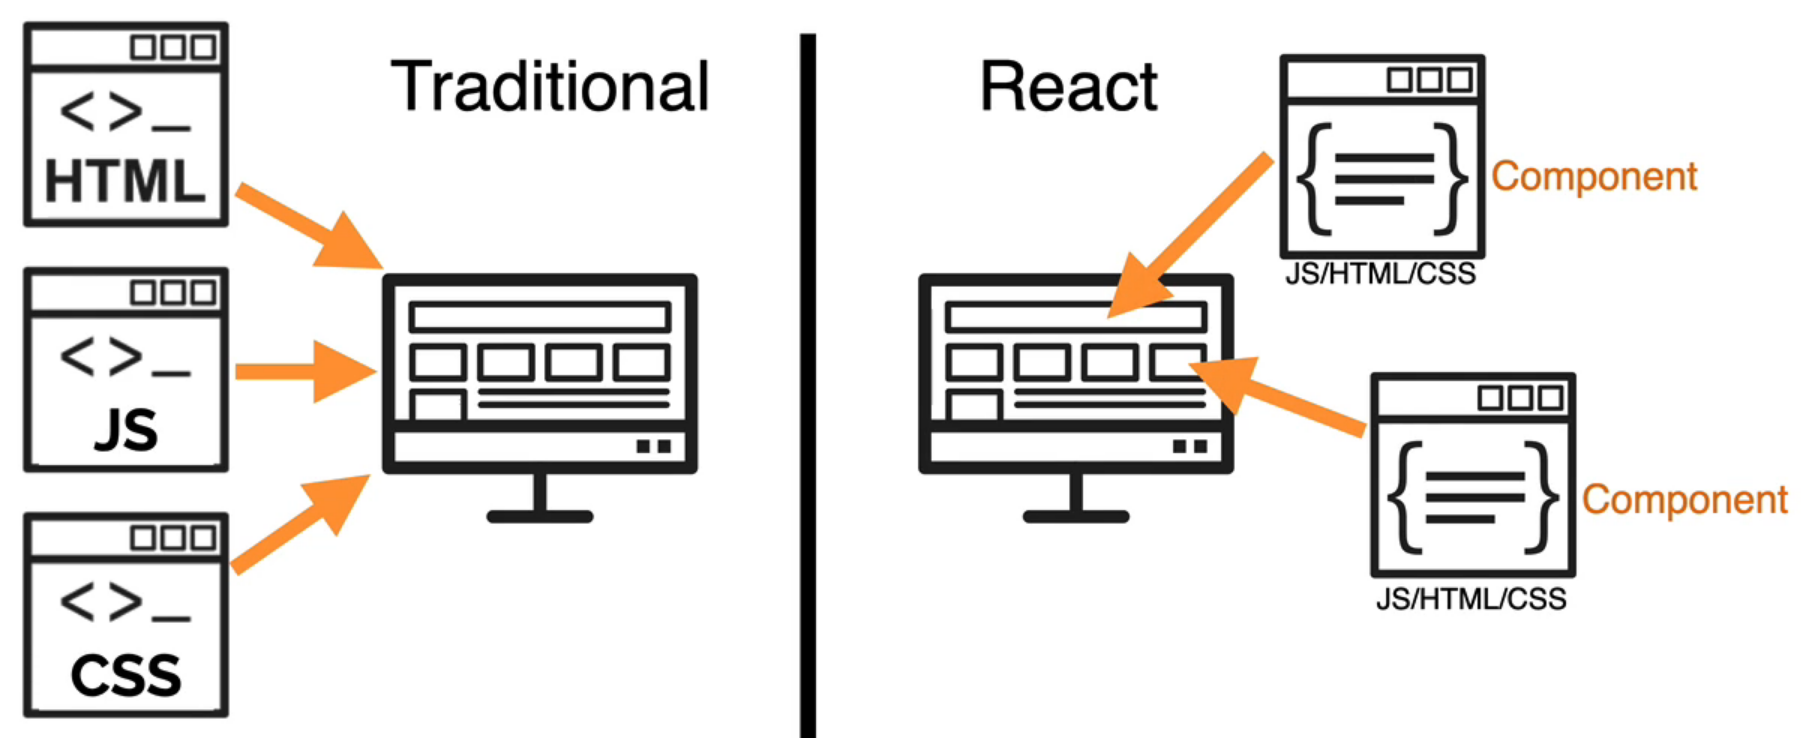 Traditional
<>_
HTML
<>_
JS
<>_
CSS
React
{ }
Component
JS/HTML/CSS
{ }
Component
JS/HTML/CSS